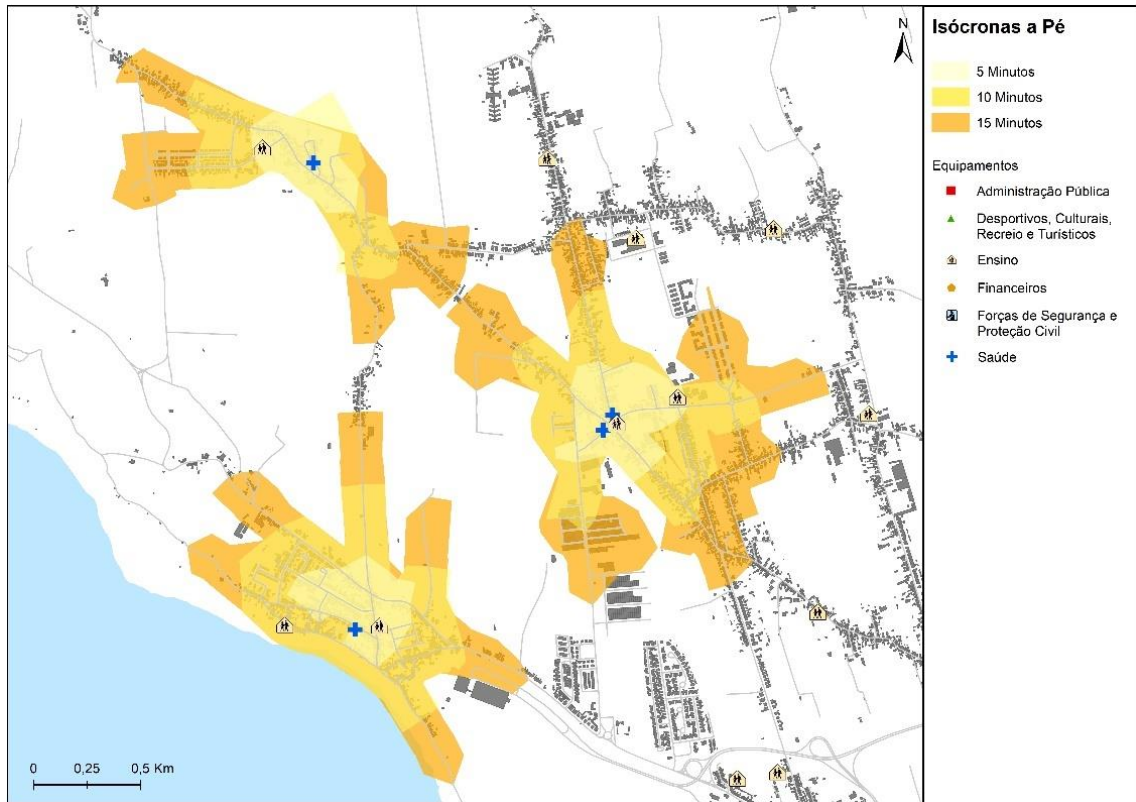 N
0 0,25 0,5 Km
Isócronas a Pé
5 Minutos
10 Minutos
15 Minutos
Equipamentos
Administração Pública
Desportivos, Culturais,
Recreio e Turísticos
Ensino
Financeiros
Forças de Segurança e
Proteção Civil
Saúde